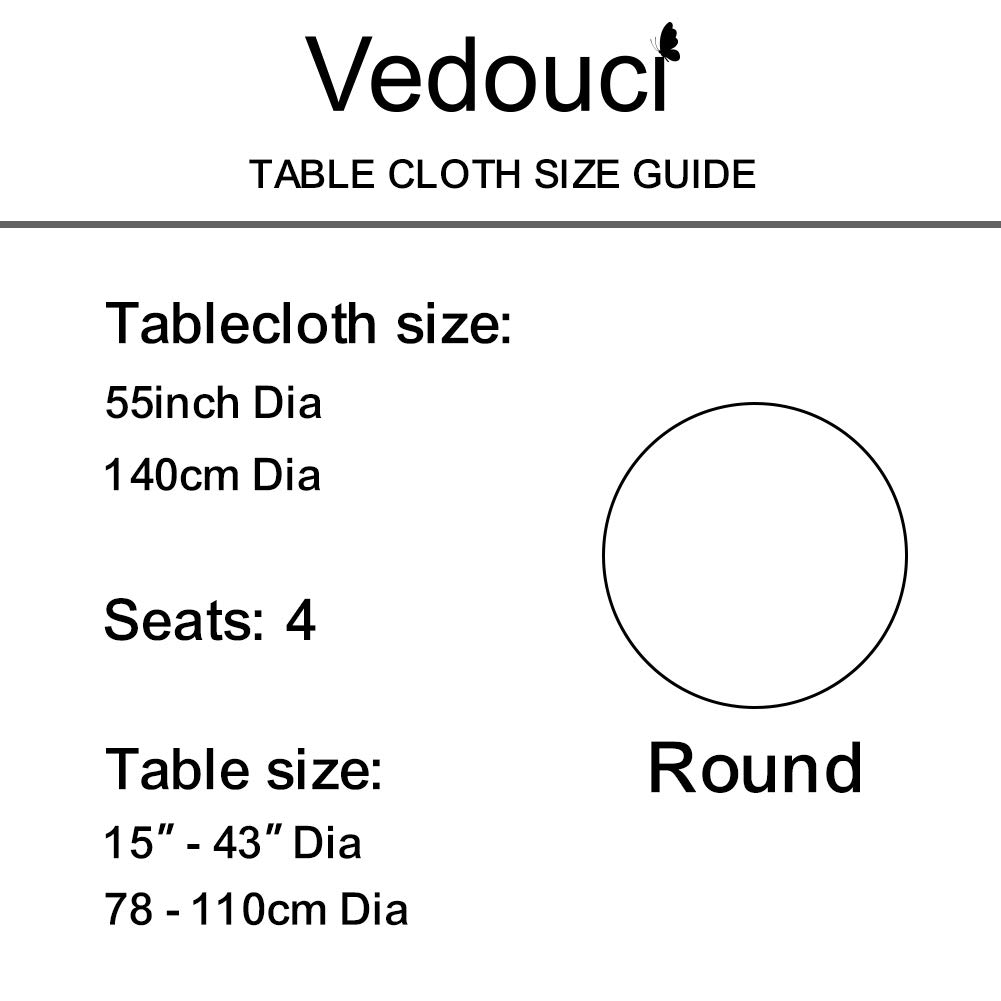 Vedouci
TABLE CLOTH SIZE GUIDE
Tablecloth size:
55inch Dia
140cm Dia
Seats: 4
Table size:
15″ - 43″ Dia
78 - 110cm Dia
Round